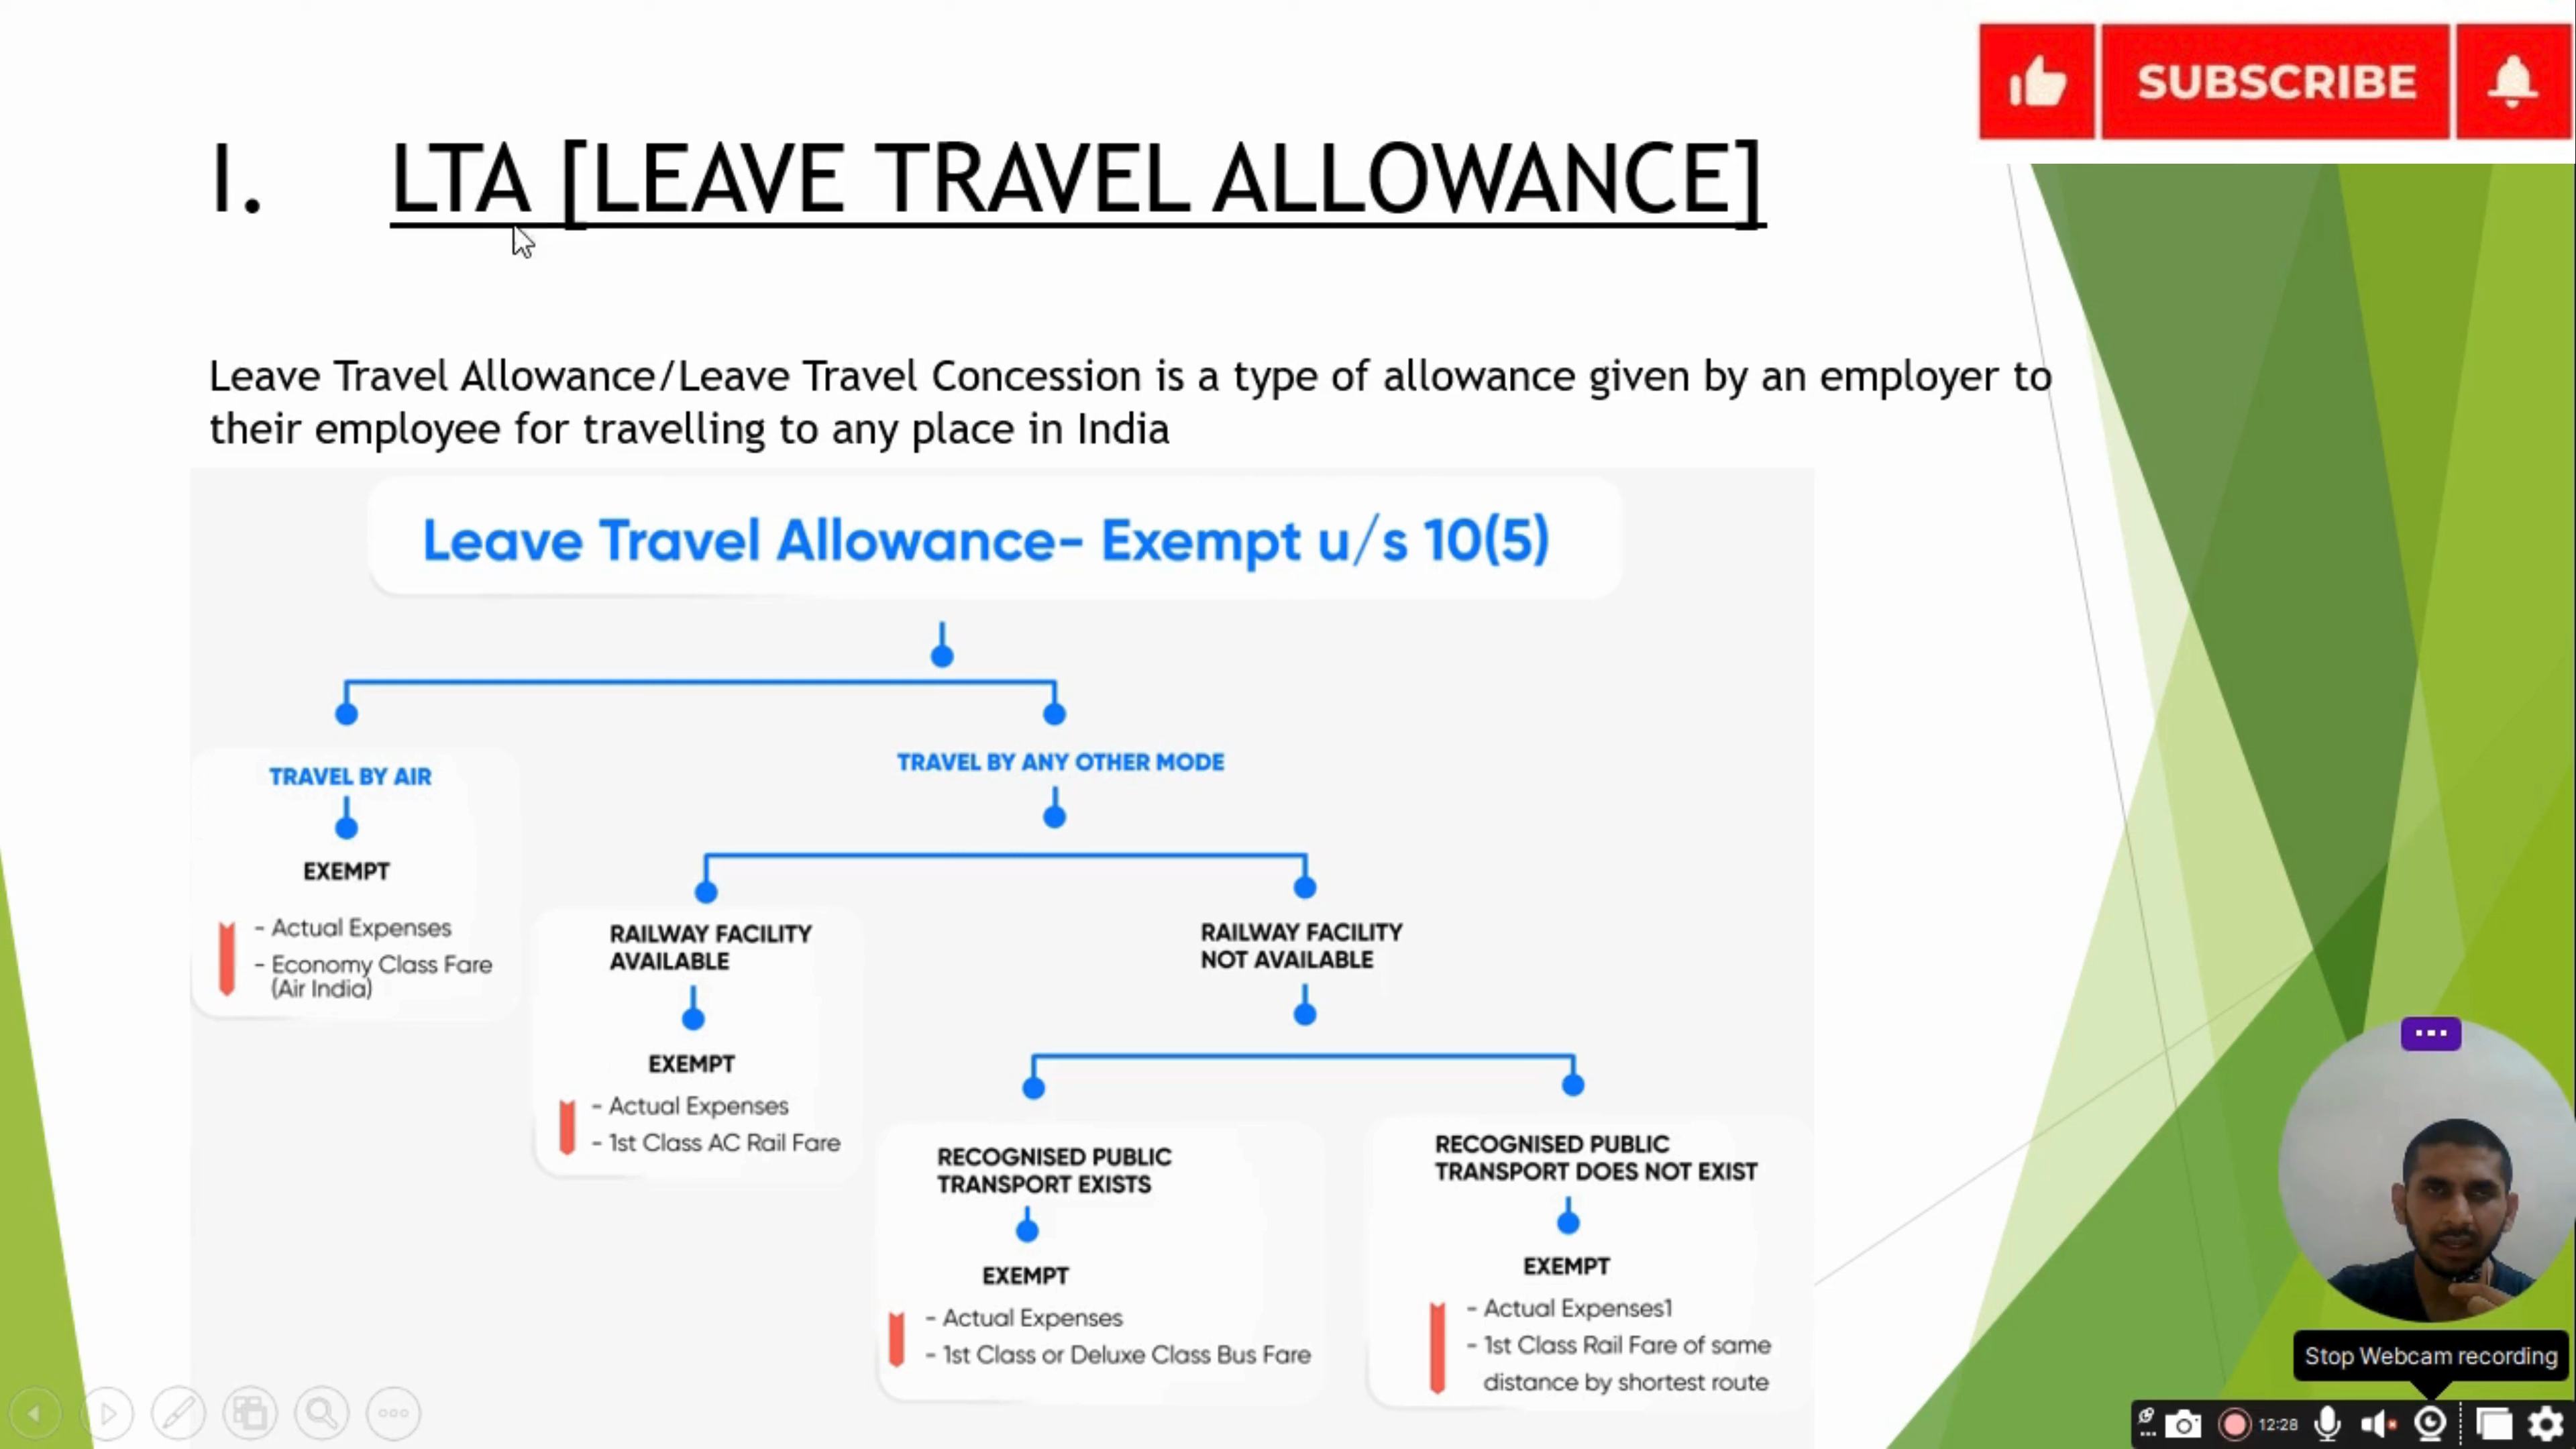 SUBSCRIBE
I. LTA [LEAVE TRAVEL ALLOWANCE]
Leave Travel Allowance/Leave Travel Concession is a type of allowance given by an employer to
their employee for travelling to any place in India
Leave Travel Allowance- Exempt u/s 10(5)
TRAVEL BY AIR
EXEMPT
- Actual Expenses
- Economy Class Fare
(Air India)
TRAVEL BY ANY OTHER MODE
RAILWAY FACILITY
AVAILABLE
EXEMPT
- Actual Expenses
- 1st Class AC Rail Fare
RAILWAY FACILITY
NOT AVAILABLE
RECOGNISED PUBLIC
TRANSPORT EXISTS
EXEMPT
- Actual Expenses
- 1st Class or Deluxe Class Bus Fare
RECOGNISED PUBLIC
TRANSPORT DOES NOT EXIST
EXEMPT
- Actual Expenses1
- 1st Class Rail Fare of same
distance by shortest route
Stop Webcam recording
12:28